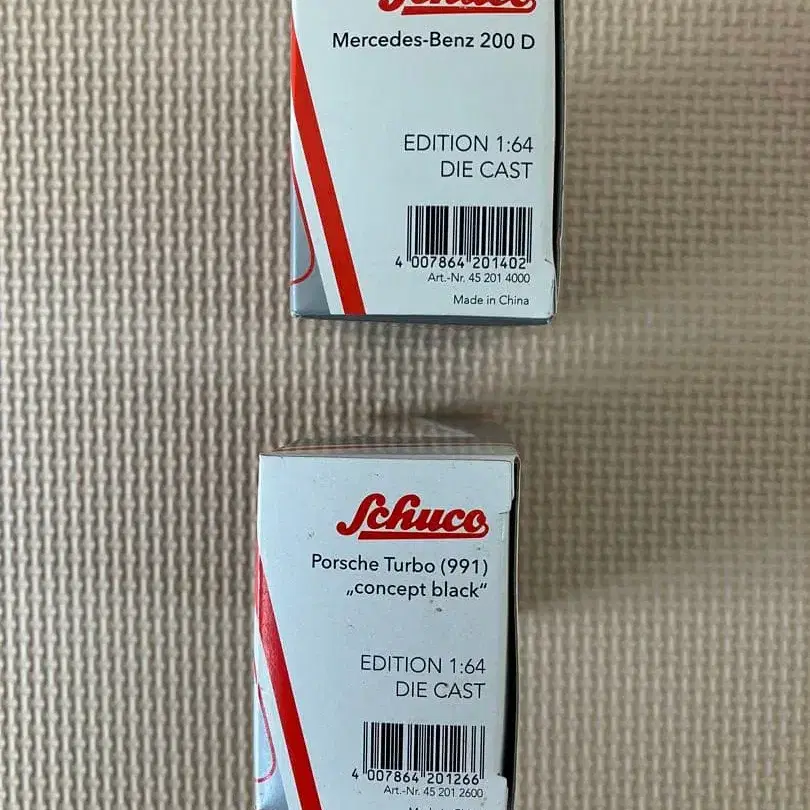 Schuco
Mercedes-Benz 200 D
EDITION 1:64
DIE CAST
4 007864 201402
Art.-Nr. 45 201 4000
Made in China
Schuco
Porsche Turbo (991)
„concept black“
EDITION 1:64
DIE CAST
4 007864 201266
Art.-Nr. 45 201 2600